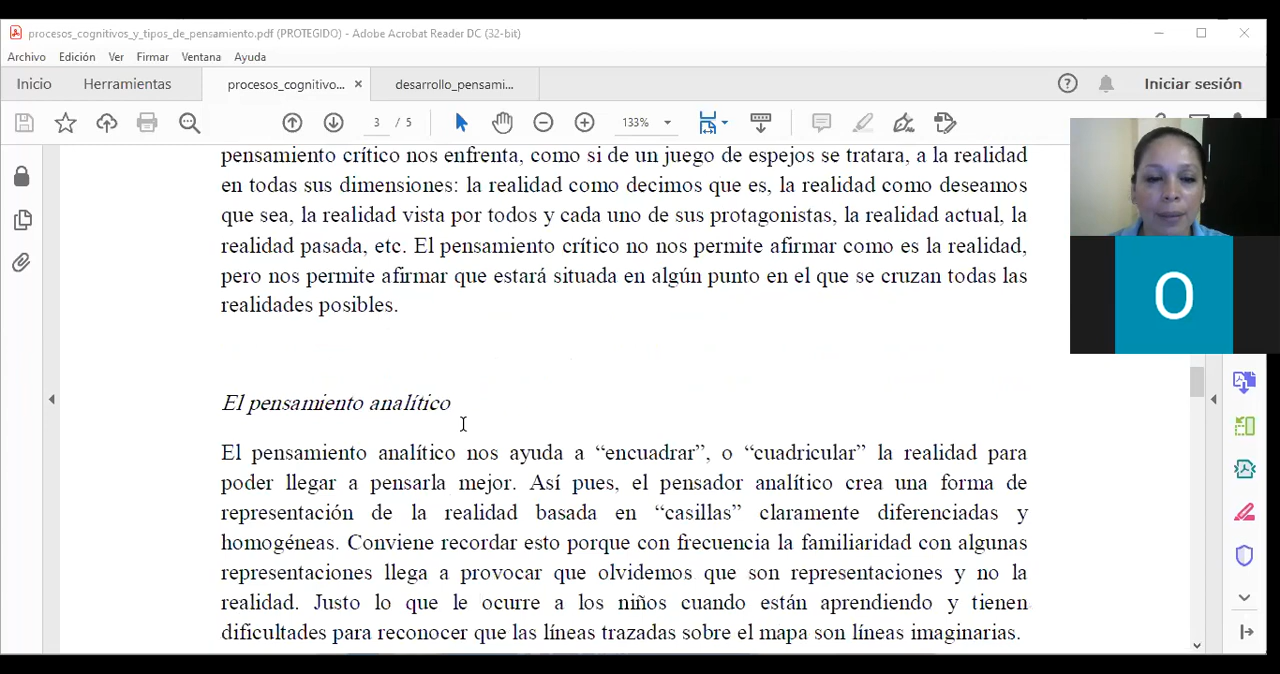 procesos_cognitivos_y_tipos_de_pensamiento.pdf (PROTEGIDO) - Adobe Acrobat Reader DC (32-bit)
Archivo Edición Ver Firmar Ventana Ayuda
Inicio Herramientas procesos_cognitivo... × desarrollo_pensami... Iniciar sesión
3 / 5 133%
pensamiento crítico nos enfrenta, como si de un juego de espejos se tratara, a la realidad
en todas sus dimensiones: la realidad como decimos que es, la realidad como deseamos
que sea, la realidad vista por todos y cada uno de sus protagonistas, la realidad actual, la
realidad pasada, etc. El pensamiento crítico no nos permite afirmar como es la realidad,
pero nos permite afirmar que estará situada en algún punto en el que se cruzan todas las
realidades posibles.
O
El pensamiento analítico
El pensamiento analítico nos ayuda a “encuadrar”, o “cuadricular” la realidad para
poder llegar a pensarla mejor. Así pues, el pensador analítico crea una forma de
representación de la realidad basada en “casillas” claramente diferenciadas y
homogéneas. Conviene recordar esto porque con frecuencia la familiaridad con algunas
representaciones llega a provocar que olvidemos que son representaciones y no la
realidad. Justo lo que le ocurre a los niños cuando están aprendiendo y tienen
dificultades para reconocer que las líneas trazadas sobre el mapa son líneas imaginarias.